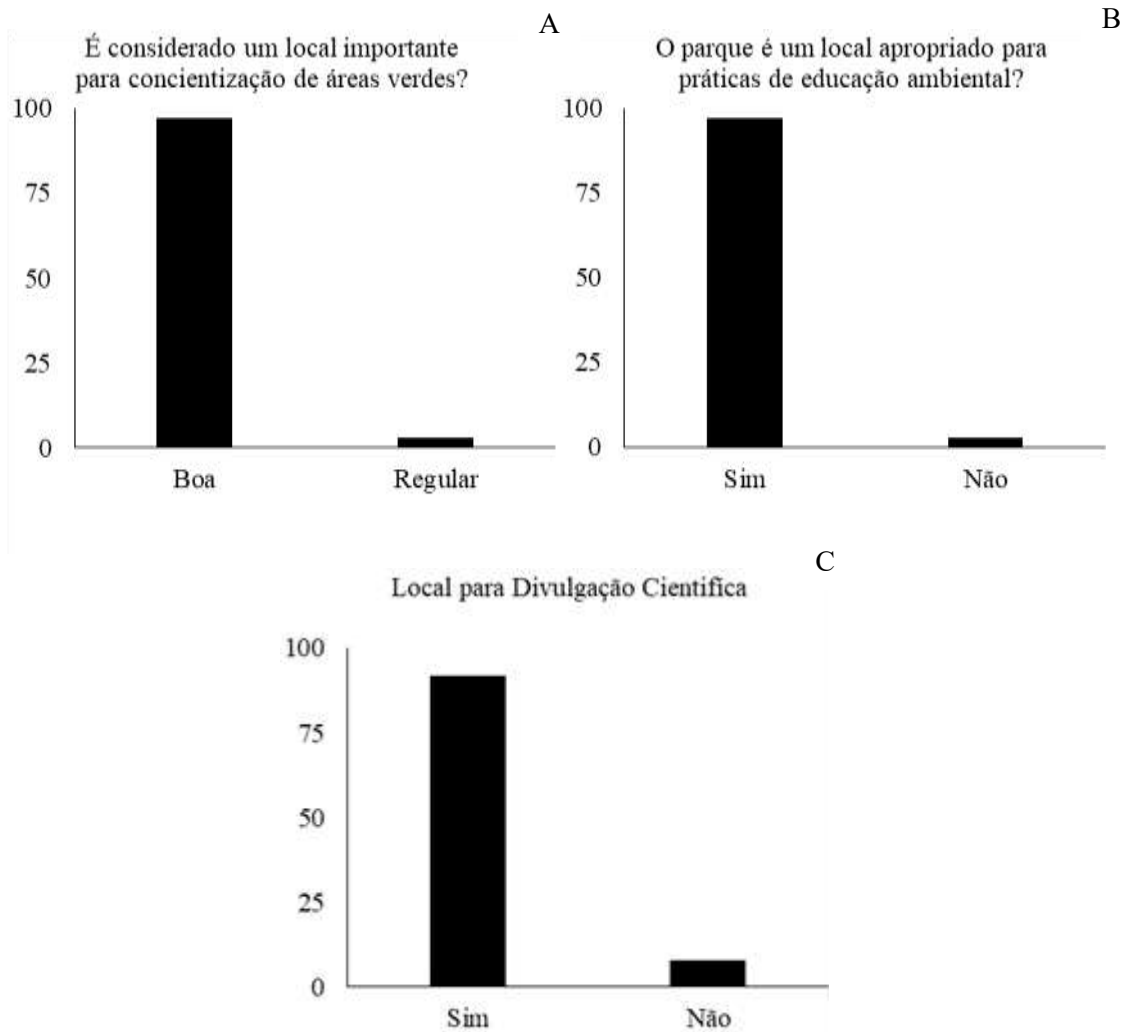 A
É considerado um local importante
para concientização de áreas verdes?
100
75
50
25
0
Boa
Regular
B
O parque é um local apropriado para
práticas de educação ambiental?
100
75
50
25
0
Sim
Não
C
Local para Divulgação Cientifíca
100
75
50
25
0
Sim
Não